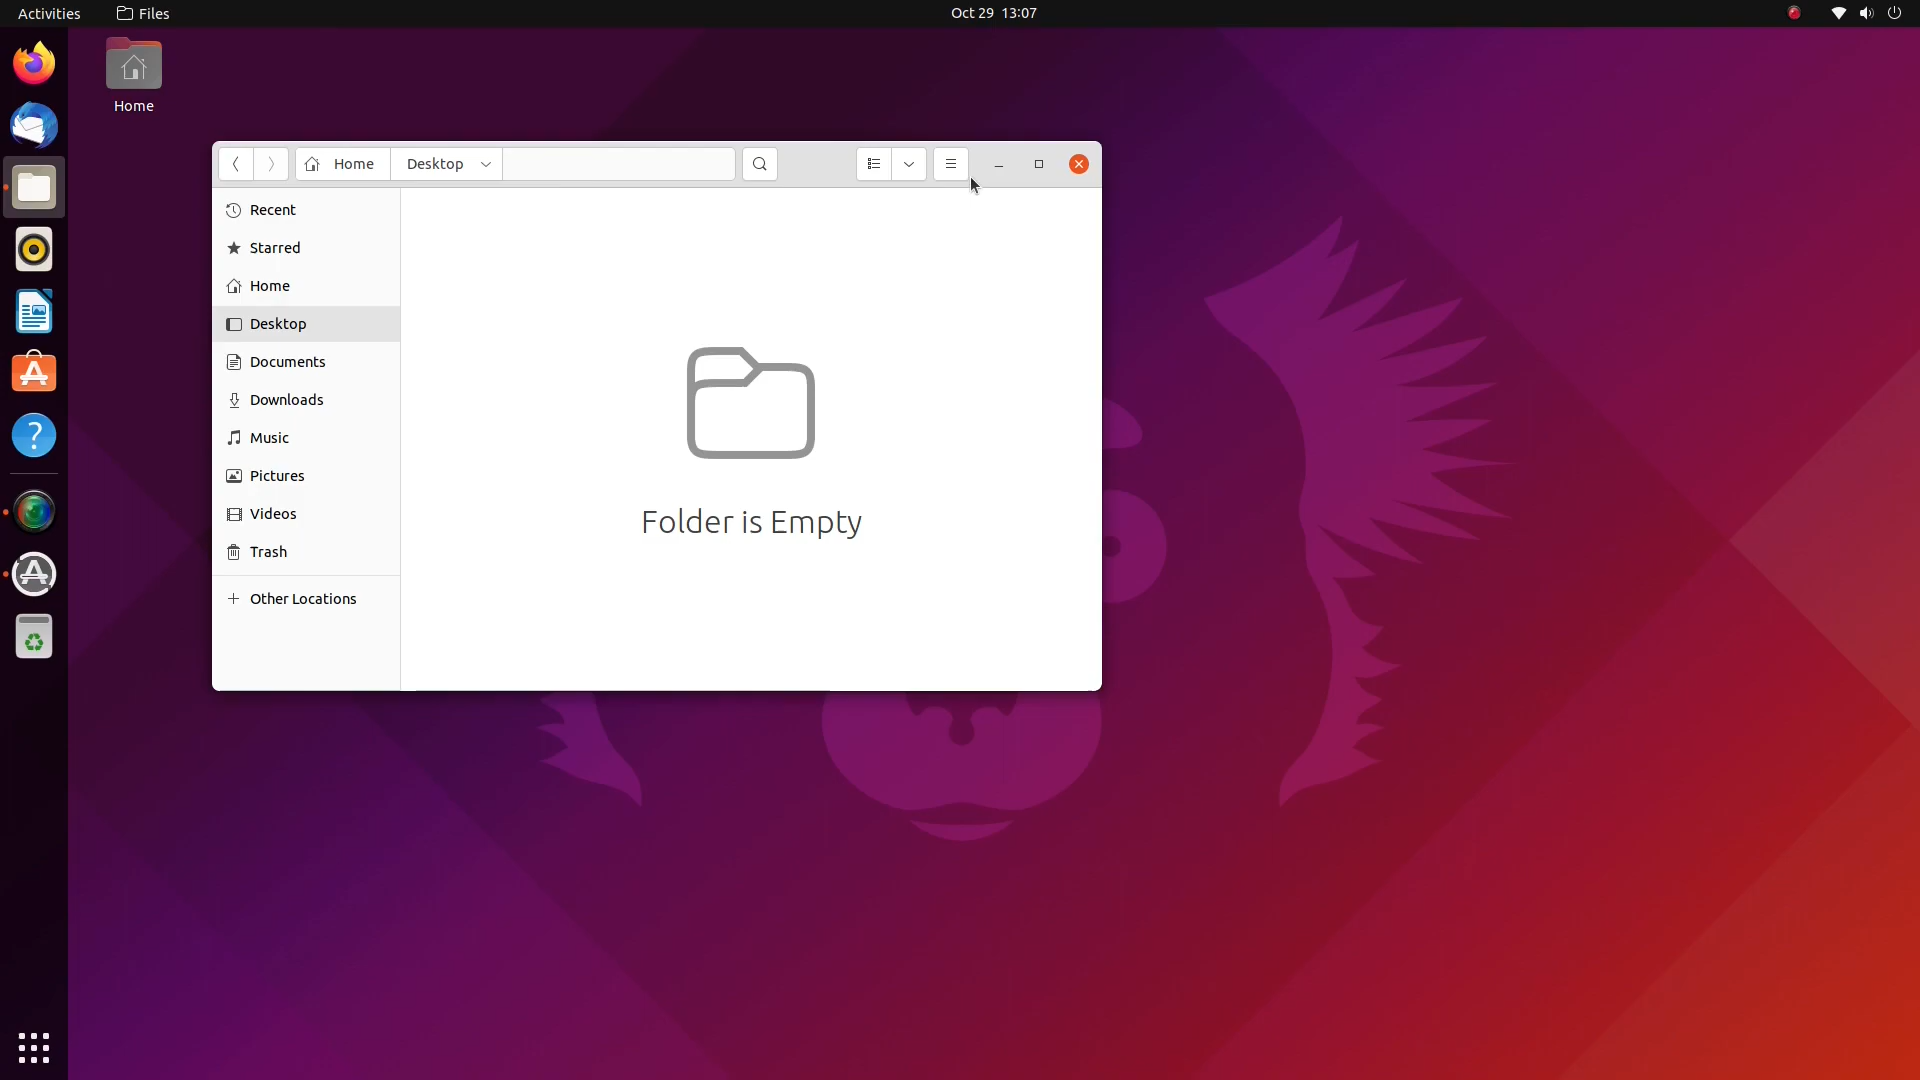 Activities
Files
Oct 29 13:07
Home
Home
Desktop
Recent
Starred
Home
Desktop
Documents
Downloads
Music
Pictures
Videos
Trash
Other Locations
Folder is Empty